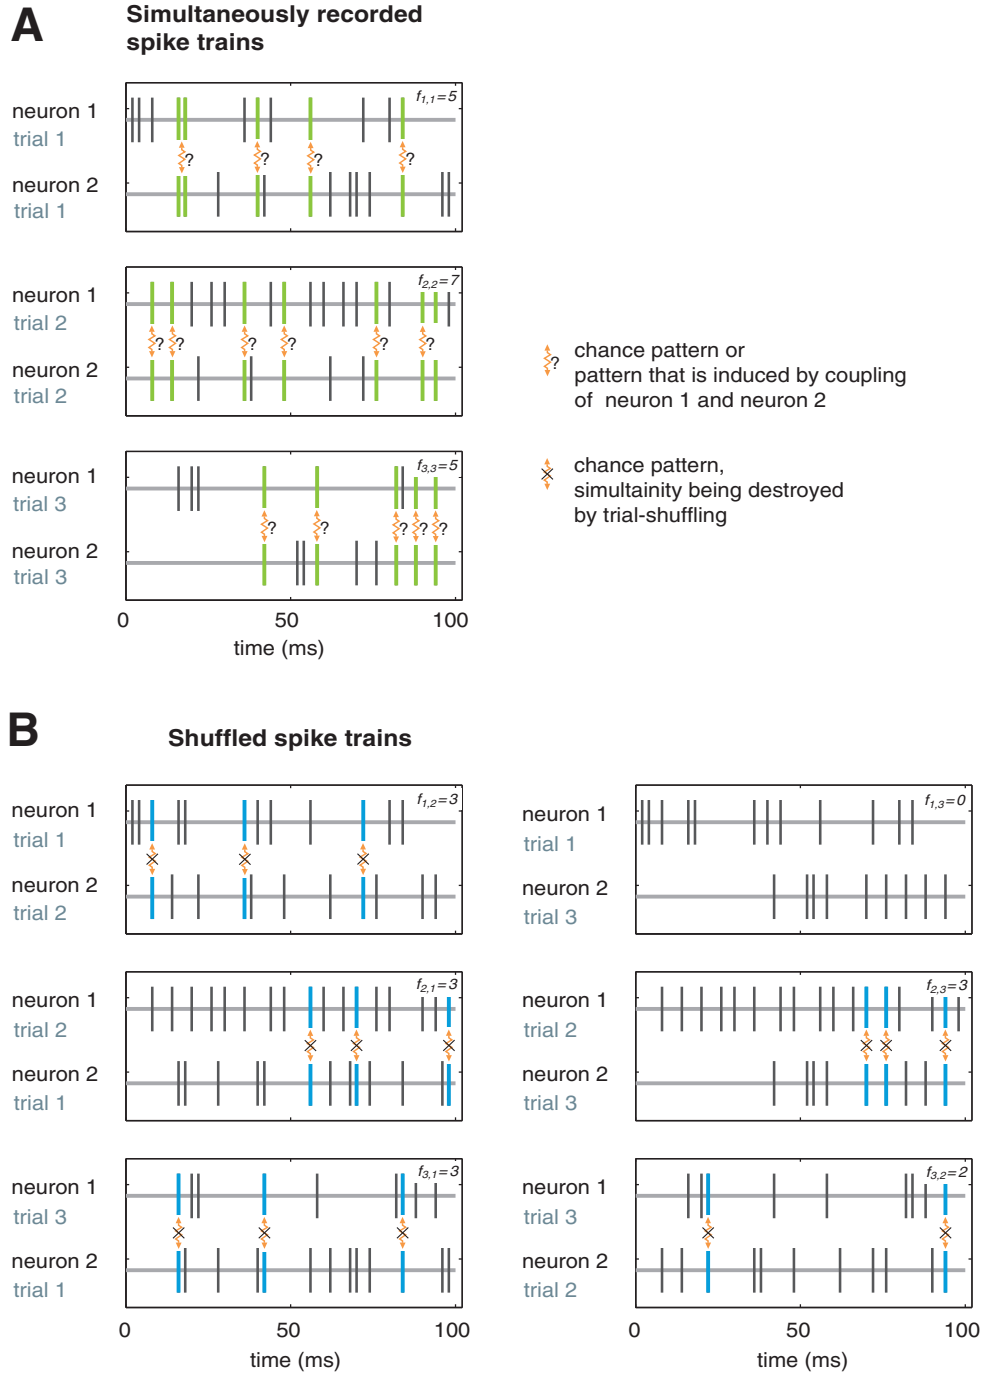 A
Simultaneously recorded
spike trains
neuron 1
trial 1
f1,1=5
? ? ? ?
neuron 2
trial 1
neuron 1
trial 2
f2,2=7
? ? ? ? ? ?
neuron 2
trial 2
neuron 1
trial 3
f3,3=5
? ? ? ? ?
neuron 2
trial 3
0 50 100
time (ms)
? chance pattern or
pattern that is induced by coupling
of neuron 1 and neuron 2
chance pattern,
simultainity being destroyed
by trial-shuffling
B
Shuffled spike trains
neuron 1
trial 1
f1,2=3
neuron 2
trial 2
neuron 1
trial 1
f1,3=0
neuron 2
trial 3
neuron 1
trial 2
f2,1=3
neuron 2
trial 1
neuron 1
trial 2
f2,3=3
neuron 2
trial 3
neuron 1
trial 3
f3,1=3
neuron 2
trial 1
0 50 100
time (ms)
neuron 1
trial 3
f3,2=2
neuron 2
trial 2
0 50 100
time (ms)